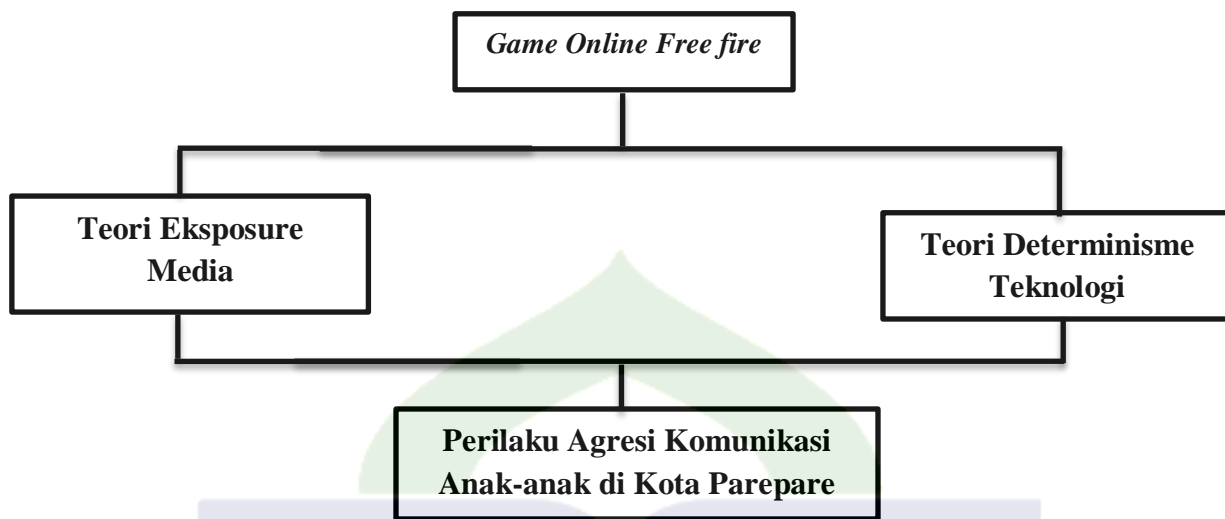 Game Online Free fire
Teori Eksposure
Media
Teori Determinisme
Teknologi
Perilaku Agresi Komunikasi
Anak-anak di Kota Parepare